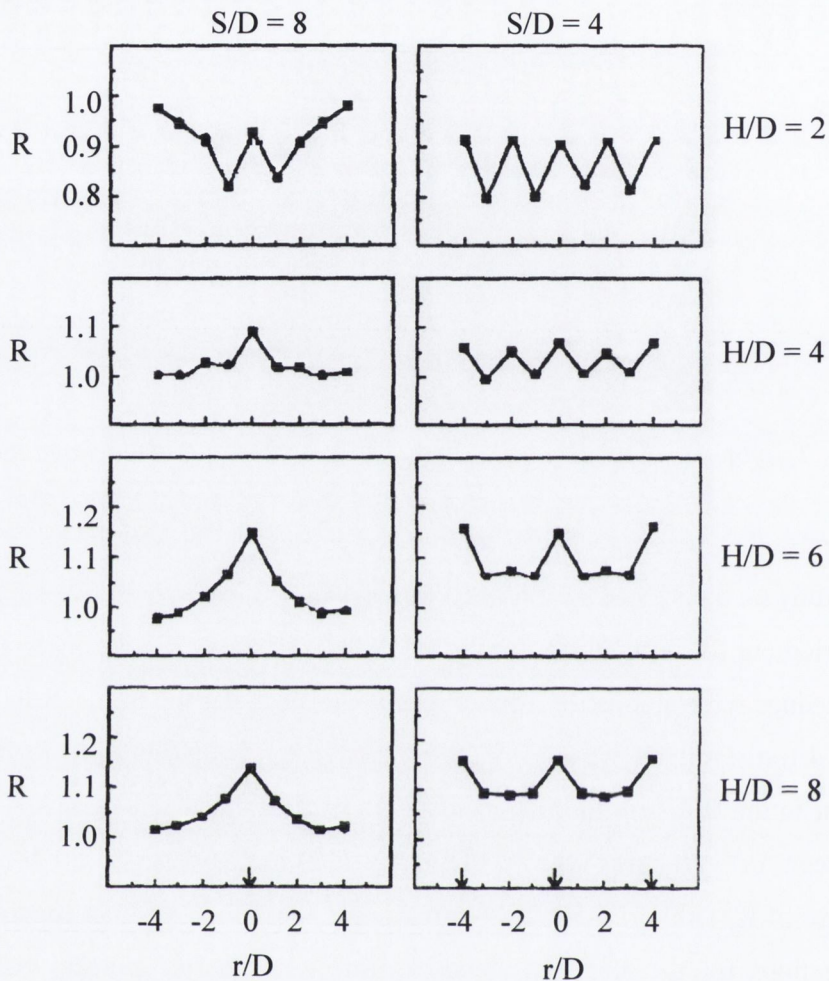 S/D = 8 S/D = 4
1.0
R 0.9 H/D = 2
0.8
1.1
R H/D = 4
1.0
1.2
R 1.1 H/D = 6
1.0
1.2
R 1.1 H/D = 8
1.0
-4 -2 0 2 4 -4 -2 0 2 4
r/D r/D